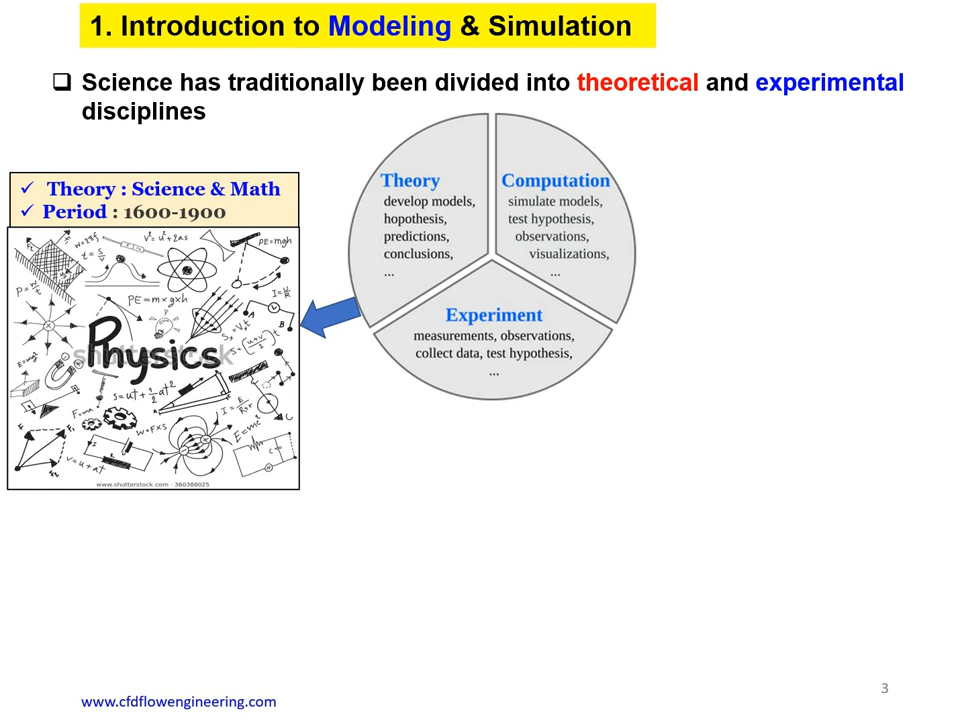 1. Introduction to Modeling & Simulation
❑ Science has traditionally been divided into theoretical and experimental
disciplines
✓ Theory : Science & Math
✓ Period : 1600-1900
Theory
develop models,
hopothesis,
predictions,
conclusions,
...
Computation
simulate models,
test hypothesis,
observations,
visualizations,
...
Experiment
measurements, observations,
collect data, test hypothesis,
...
V²=u²+2as
PE=mgh
t=s/v
PE=m×g×h
I=V/R
Physics
shutterstock
S=ut+½at²
F=ma
W=F×S
E=mc²
V=u+at
www.shutterstock.com · 360388025
www.cfdflowengineering.com
3